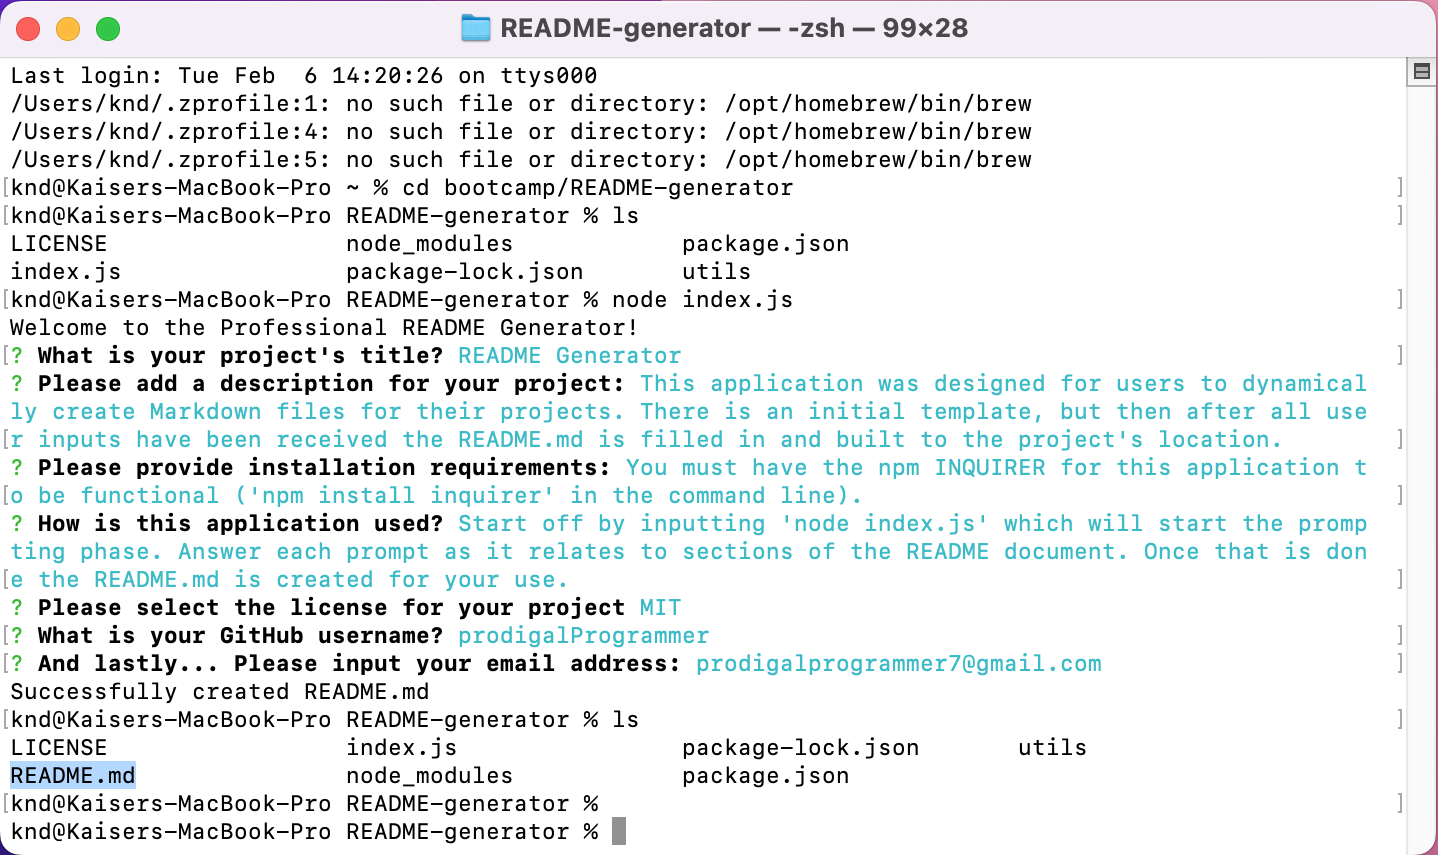 README-generator — -zsh — 99×28
Last login: Tue Feb  6 14:20:26 on ttys000
/Users/knd/.zprofile:1: no such file or directory: /opt/homebrew/bin/brew
/Users/knd/.zprofile:4: no such file or directory: /opt/homebrew/bin/brew
/Users/knd/.zprofile:5: no such file or directory: /opt/homebrew/bin/brew
[knd@Kaisers-MacBook-Pro ~ % cd bootcamp/README-generator ]
[knd@Kaisers-MacBook-Pro README-generator % ls ]
LICENSE                 node_modules            package.json
index.js                package-lock.json       utils
[knd@Kaisers-MacBook-Pro README-generator % node index.js ]
Welcome to the Professional README Generator!
[? What is your project's title? README Generator ]
? Please add a description for your project: This application was designed for users to dynamical
ly create Markdown files for their projects. There is an initial template, but then after all use
[r inputs have been received the README.md is filled in and built to the project's location. ]
? Please provide installation requirements: You must have the npm INQUIRER for this application t
[o be functional ('npm install inquirer' in the command line). ]
? How is this application used? Start off by inputting 'node index.js' which will start the promp
ting phase. Answer each prompt as it relates to sections of the README document. Once that is don
[e the README.md is created for your use. ]
? Please select the license for your project MIT
[? What is your GitHub username? prodigalProgrammer ]
[? And lastly... Please input your email address: prodigalprogrammer7@gmail.com ]
Successfully created README.md
[knd@Kaisers-MacBook-Pro README-generator % ls ]
LICENSE                 index.js                package-lock.json       utils
README.md               node_modules            package.json
[knd@Kaisers-MacBook-Pro README-generator % ]
knd@Kaisers-MacBook-Pro README-generator %